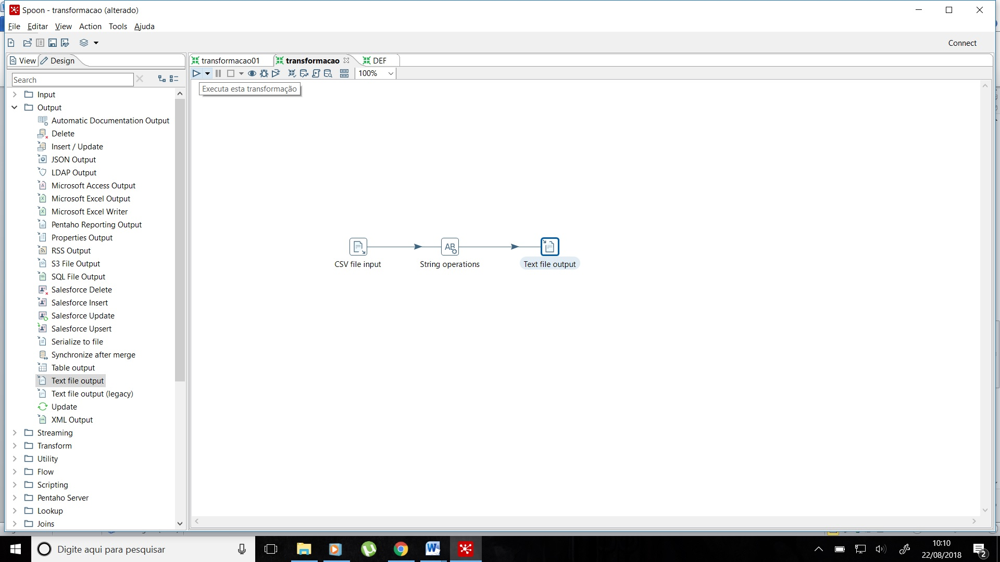 Spoon - transformacao (alterado)
File Editar View Action Tools Ajuda
Connect
View Design
transformacao01 transformacao DEF
100%
Search
Executa esta transformação
Input
Output
Automatic Documentation Output
Delete
Insert / Update
JSON Output
LDAP Output
Microsoft Access Output
Microsoft Excel Output
Microsoft Excel Writer
Pentaho Reporting Output
Properties Output
RSS Output
S3 File Output
SQL File Output
Salesforce Delete
Salesforce Insert
Salesforce Update
Salesforce Upsert
Serialize to file
Synchronize after merge
Table output
Text file output
Text file output (legacy)
Update
XML Output
Streaming
Transform
Utility
Flow
Scripting
Pentaho Server
Lookup
Joins
AB
CSV file input String operations Text file output
Digite aqui para pesquisar
10:10
22/08/2018
2